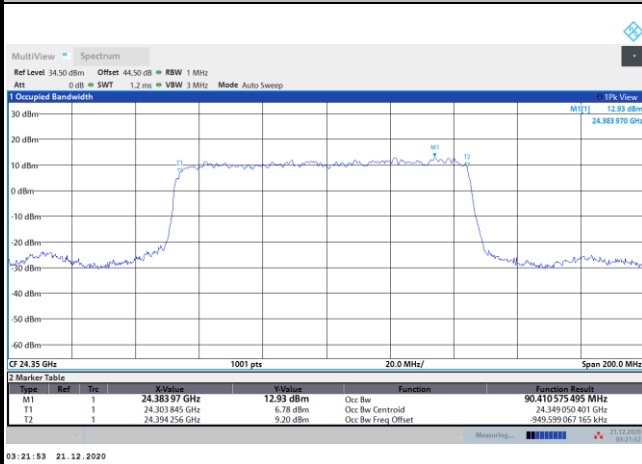 MultiView Spectrum
Ref Level 34.50 dBm Offset 44.50 dB RBW 1 MHz
Att 0 dB SWT 1.2 ms VBW 3 MHz Mode Auto Sweep
1 Occupied Bandwidth 1Pk View
M1[1] 12.93 dBm
24.383 970 GHz
30 dBm
20 dBm
M1
T1 T2
10 dBm
0 dBm
-10 dBm
-20 dBm
-30 dBm
-40 dBm
-50 dBm
-60 dBm
CF 24.35 GHz 1001 pts 20.0 MHz/ Span 200.0 MHz
2 Marker Table
Type Ref Trc X-Value Y-Value Function Function Result
M1 1 24.383 97 GHz 12.93 dBm Occ Bw 90.410 575 495 MHz
T1 1 24.303 845 GHz 6.78 dBm Occ Bw Centroid 24.349 050 401 GHz
T2 1 24.394 256 GHz 9.20 dBm Occ Bw Freq Offset -949.599 067 165 kHz
Measuring... 21.12.2020
03:21:52
03:21:53 21.12.2020